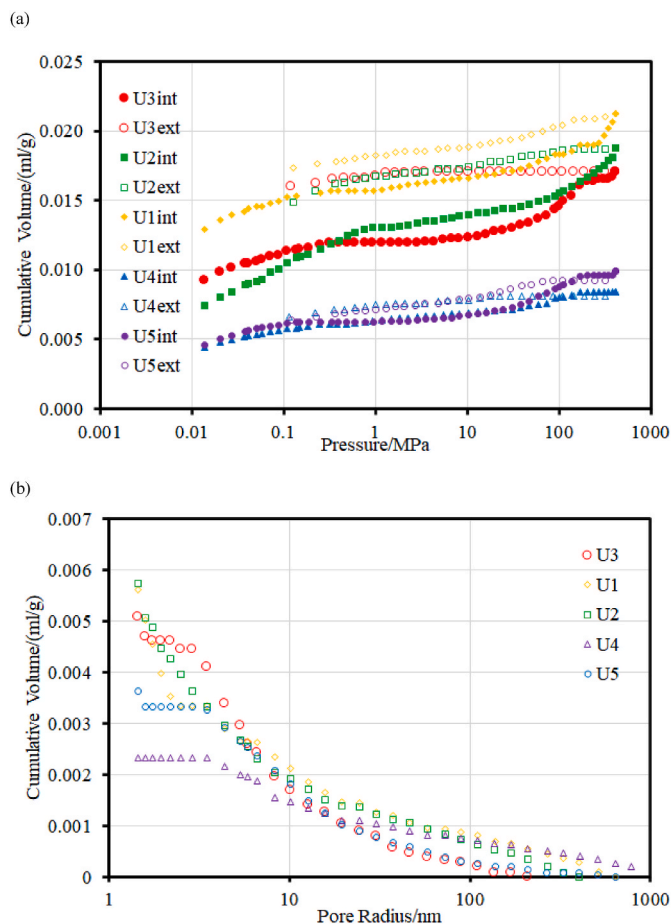 (a)
0.025
0.020
0.015
0.010
0.005
0.000
Cumulative Volume/(ml/g)
U3int
U3ext
U2int
U2ext
U1int
U1ext
U4int
U4ext
U5int
U5ext
0.001 0.01 0.1 1 10 100 1000
Pressure/MPa
(b)
0.007
0.006
0.005
0.004
0.003
0.002
0.001
0
Cumulative Volume/(ml/g)
U3
U1
U2
U4
U5
1 10 100 1000
Pore Radius/nm